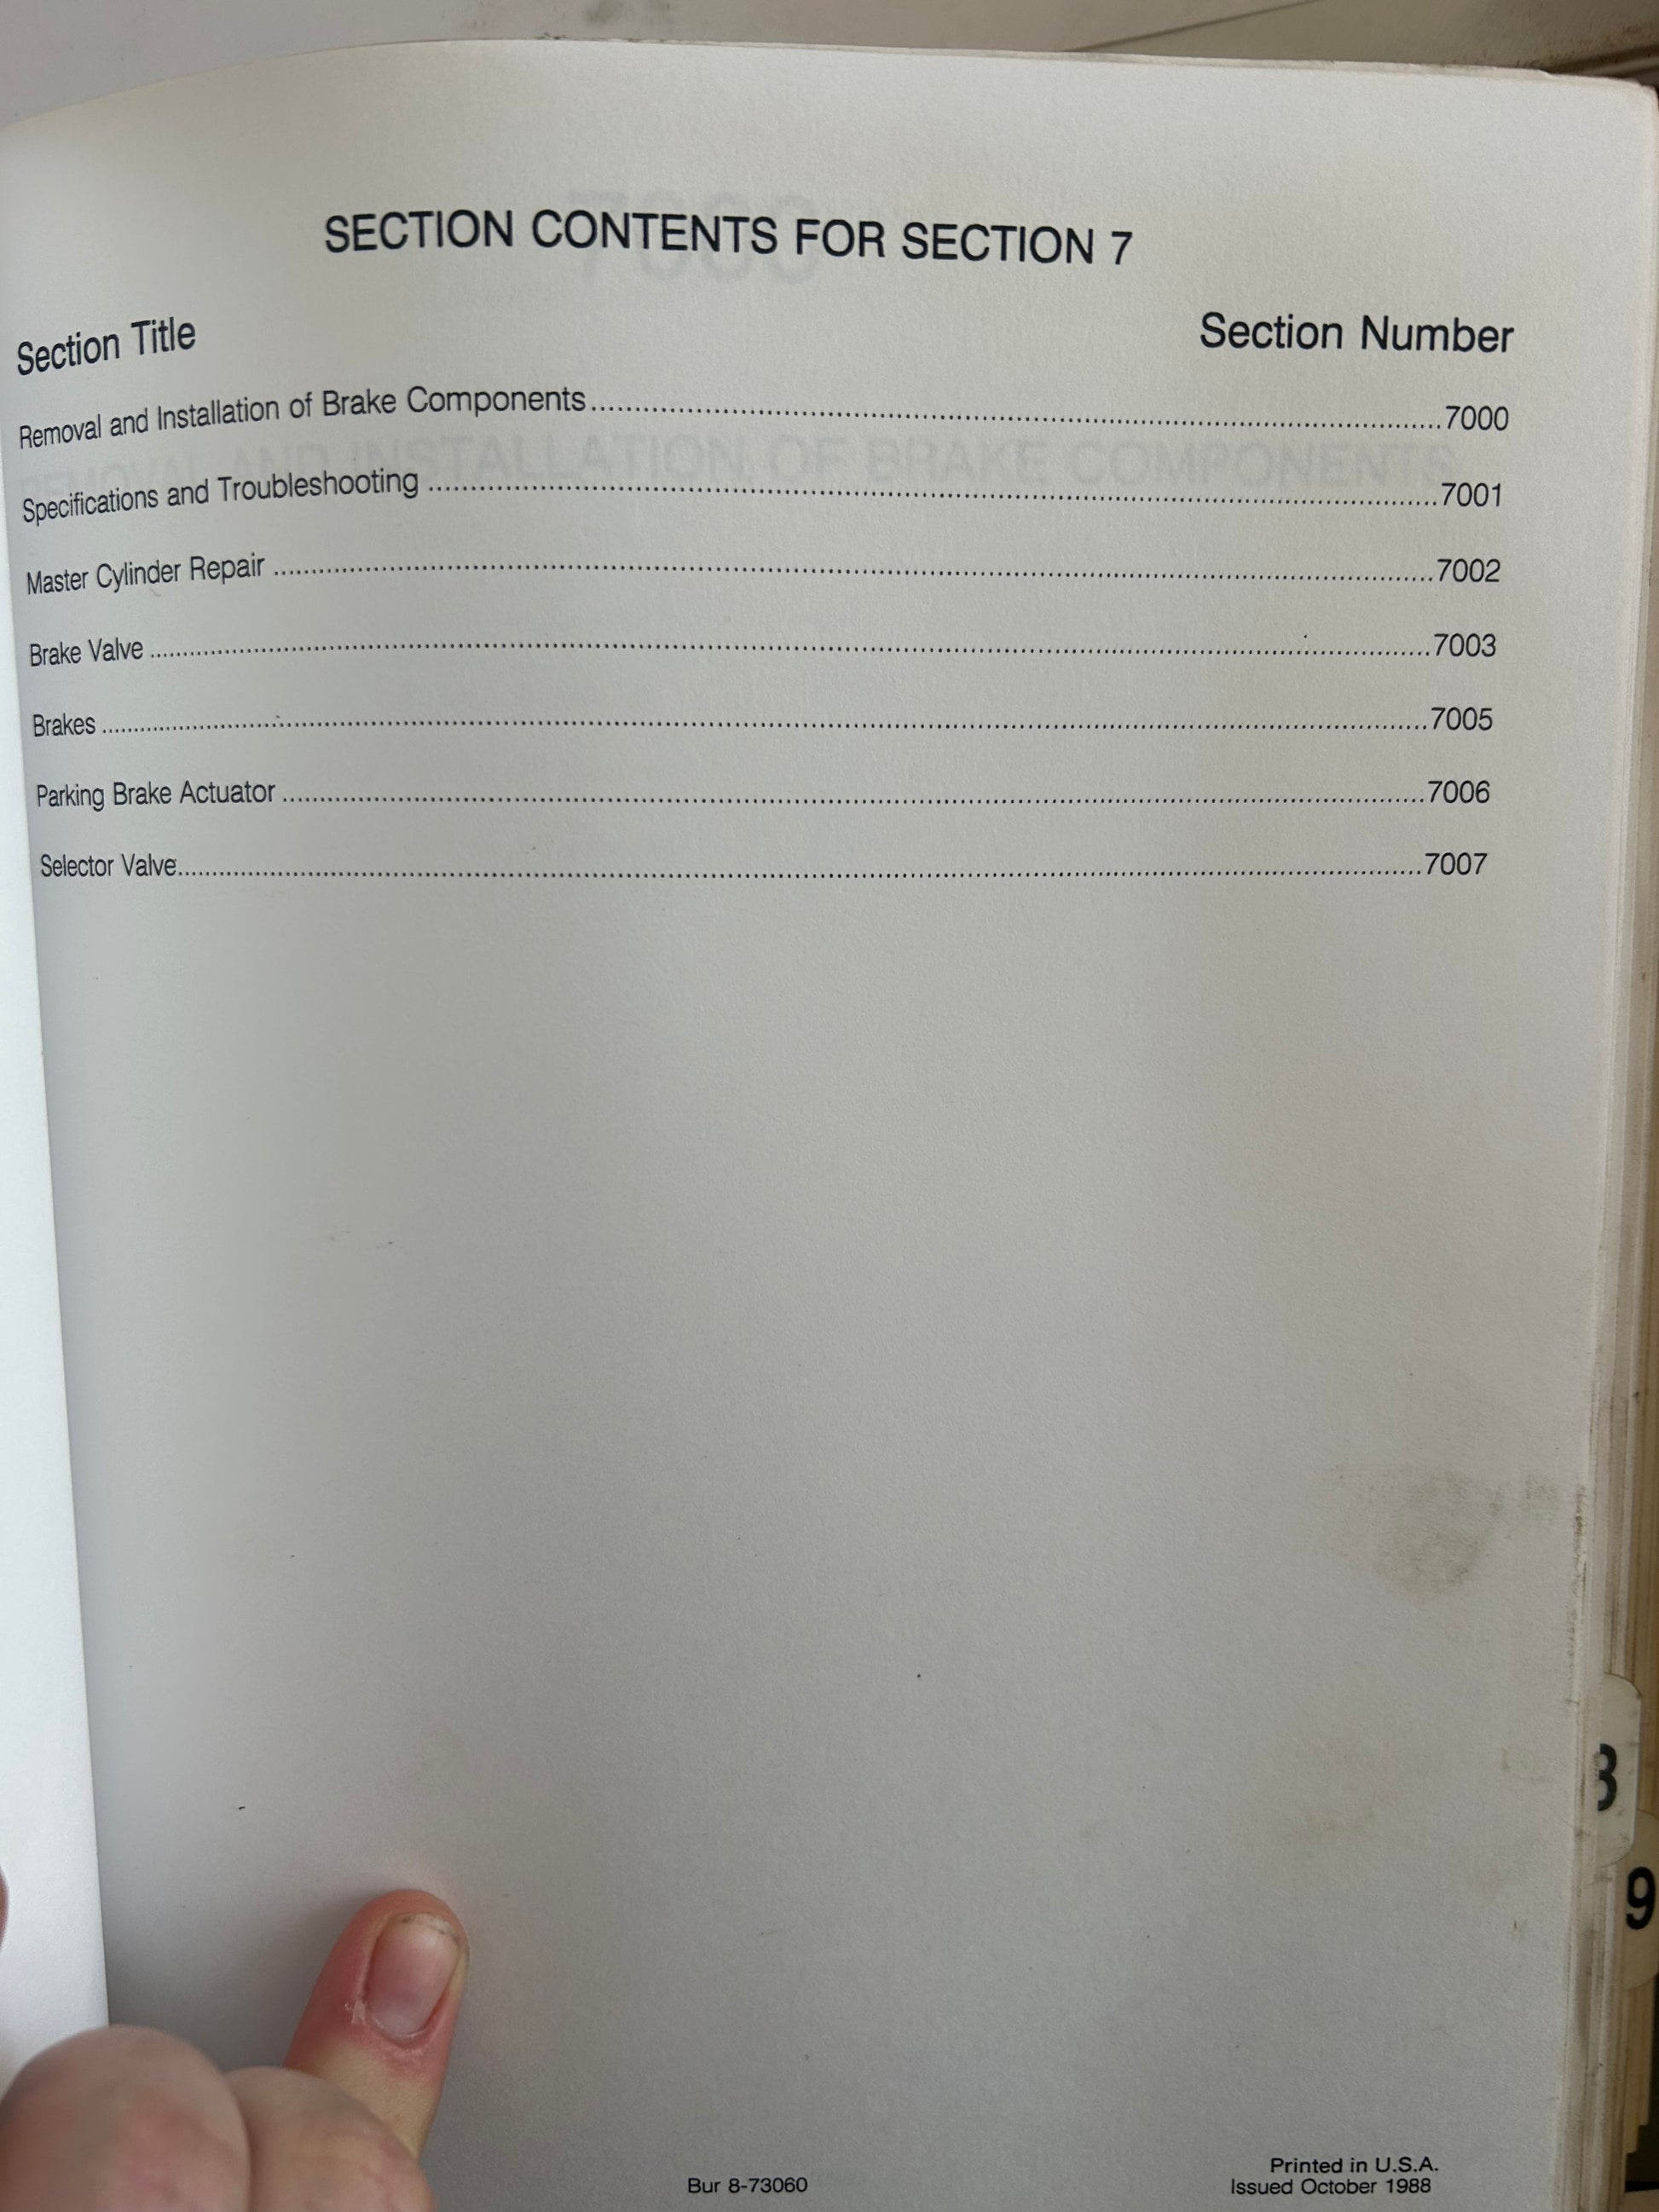 SECTION CONTENTS FOR SECTION 7
Section Title Section Number
Removal and Installation of Brake Components 7000
Specifications and Troubleshooting 7001
Master Cylinder Repair 7002
Brake Valve 7003
Brakes 7005
Parking Brake Actuator 7006
Selector Valve 7007
8
9
Bur 8-73060
Printed in U.S.A.
Issued October 1988